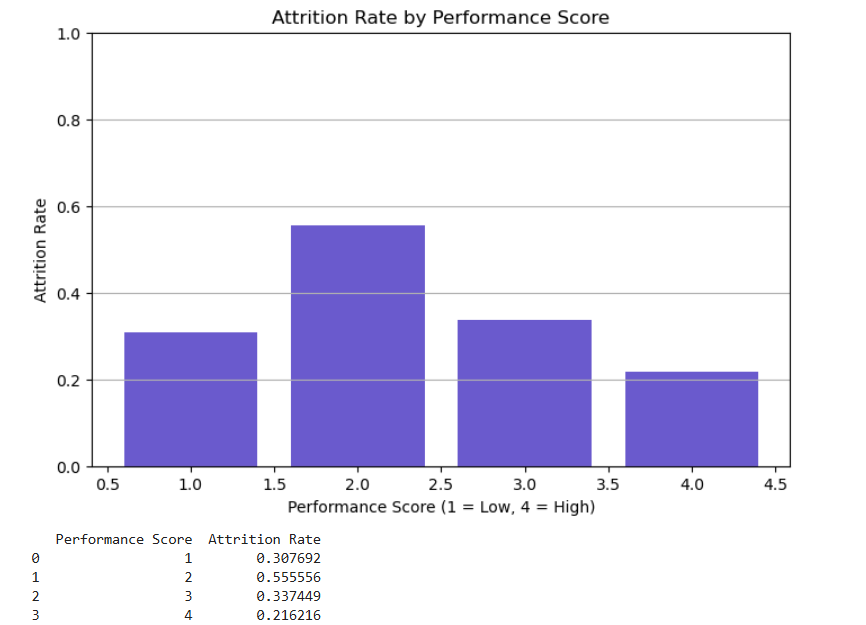 Attrition Rate by Performance Score
1.0
0.8
0.6
0.4
0.2
0.0
Attrition Rate
0.5 1.0 1.5 2.0 2.5 3.0 3.5 4.0 4.5
Performance Score (1 = Low, 4 = High)
Performance Score Attrition Rate
0 1 0.307692
1 2 0.555556
2 3 0.337449
3 4 0.216216